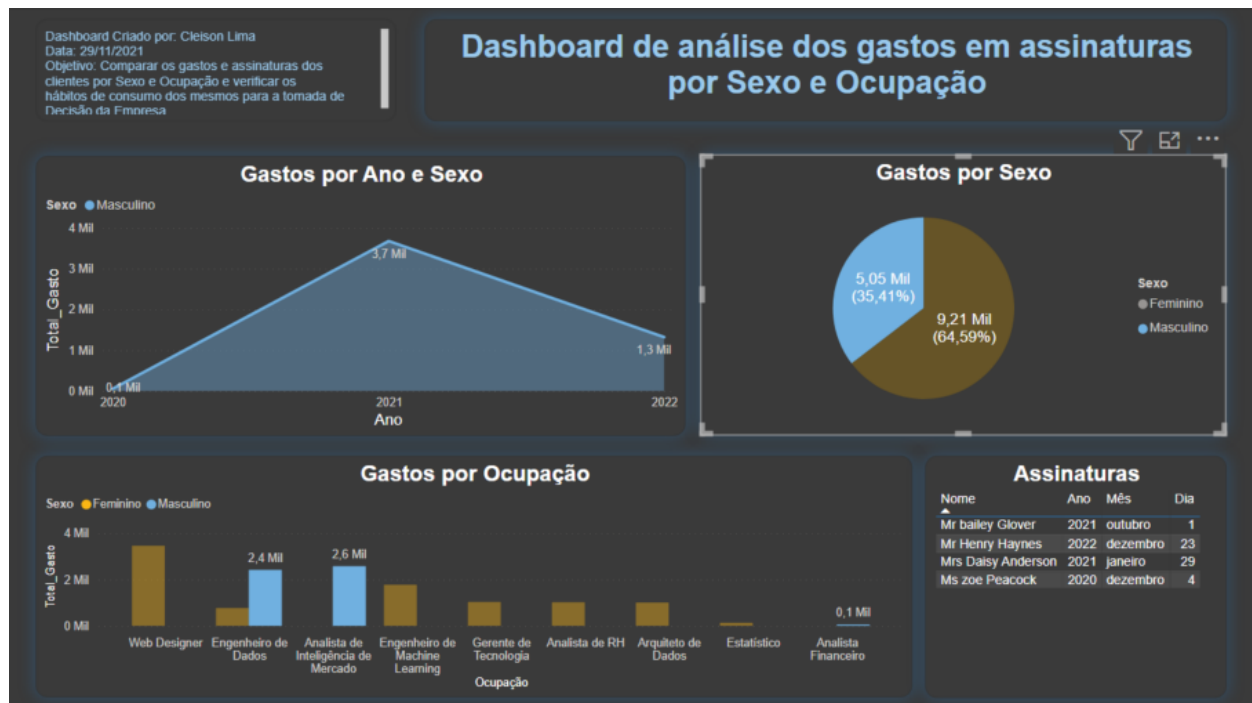 Dashboard Criado por: Cleison Lima
Data: 29/11/2021
Objetivo: Comparar os gastos e assinaturas dos
clientes por Sexo e Ocupação e verificar os
hábitos de consumo dos mesmos para a tomada de
Decisão da Empresa
Dashboard de análise dos gastos em assinaturas
por Sexo e Ocupação
Gastos por Ano e Sexo
Sexo Masculino
4 Mil
3 Mil
2 Mil
1 Mil
0 Mil
Total_Gasto
3,7 Mil
1,3 Mil
0,1 Mil
2020 2021 2022
Ano
Gastos por Sexo
5,05 Mil
(35,41%)
9,21 Mil
(64,59%)
Sexo
Feminino
Masculino
Gastos por Ocupação
Sexo Feminino Masculino
4 Mil
2 Mil
0 Mil
Total_Gasto
2,4 Mil
2,6 Mil
0,1 Mil
Web Designer
Engenheiro de
Dados
Analista de
Inteligência de
Mercado
Engenheiro de
Machine
Learning
Gerente de
Tecnologia
Analista de RH
Arquiteto de
Dados
Estatístico
Analista
Financeiro
Ocupação
Assinaturas
Nome Ano Mês Dia
Mr bailey Glover 2021 outubro 1
Mr Henry Haynes 2022 dezembro 23
Mrs Daisy Anderson 2021 janeiro 29
Ms zoe Peacock 2020 dezembro 4